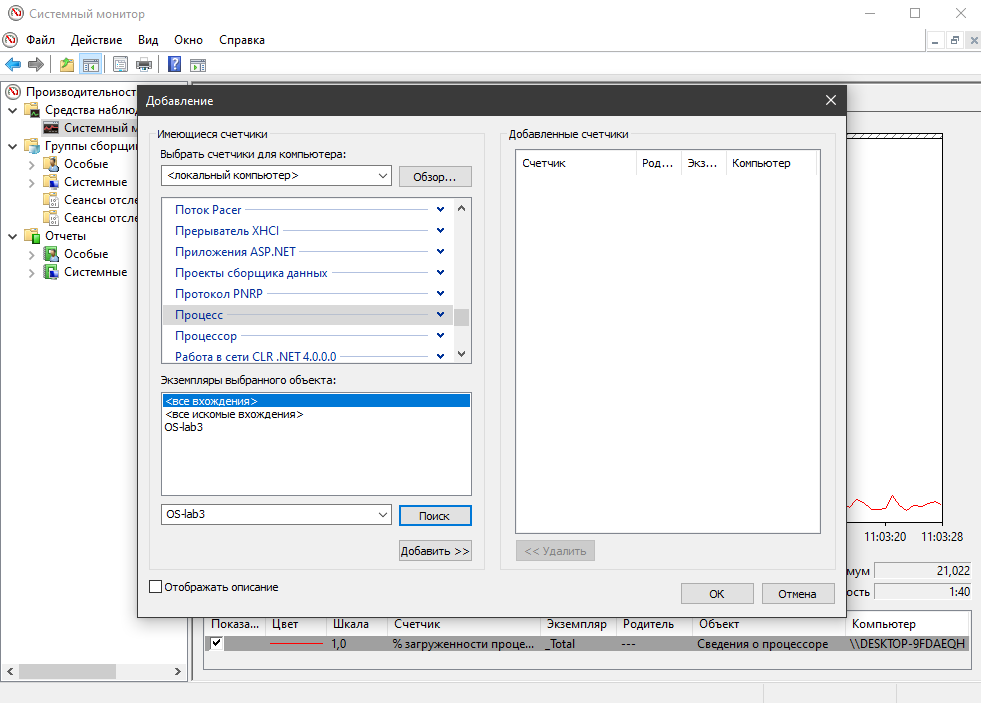 Системный монитор
Файл Действие Вид Окно Справка
Производительност
Средства наблюд
Системный м
Группы сборщи
Особые
Системные
Сеансы отсле
Сеансы отсле
Отчеты
Особые
Системные
Добавление
Имеющиеся счетчики
Выбрать счетчики для компьютера:
<локальный компьютер>
Обзор...
Поток Pacer
Прерыватель XHCI
Приложения ASP.NET
Проекты сборщика данных
Протокол PNRP
Процесс
Процессор
Работа в сети CLR .NET 4.0.0.0
Экземпляры выбранного объекта:
<все вхождения>
<все искомые вхождения>
OS-lab3
OS-lab3
Поиск
Добавить >>
Добавленные счетчики
Счетчик Род... Экз... Компьютер
<< Удалить
Отображать описание
ОК Отмена
11:03:20 11:03:28
мум 21,022
ость 1:40
Показа... Цвет Шкала Счетчик Экземпляр Родитель Объект Компьютер
1,0 % загруженности проце... _Total --- Сведения о процессоре \\DESKTOP-9FDAEQH